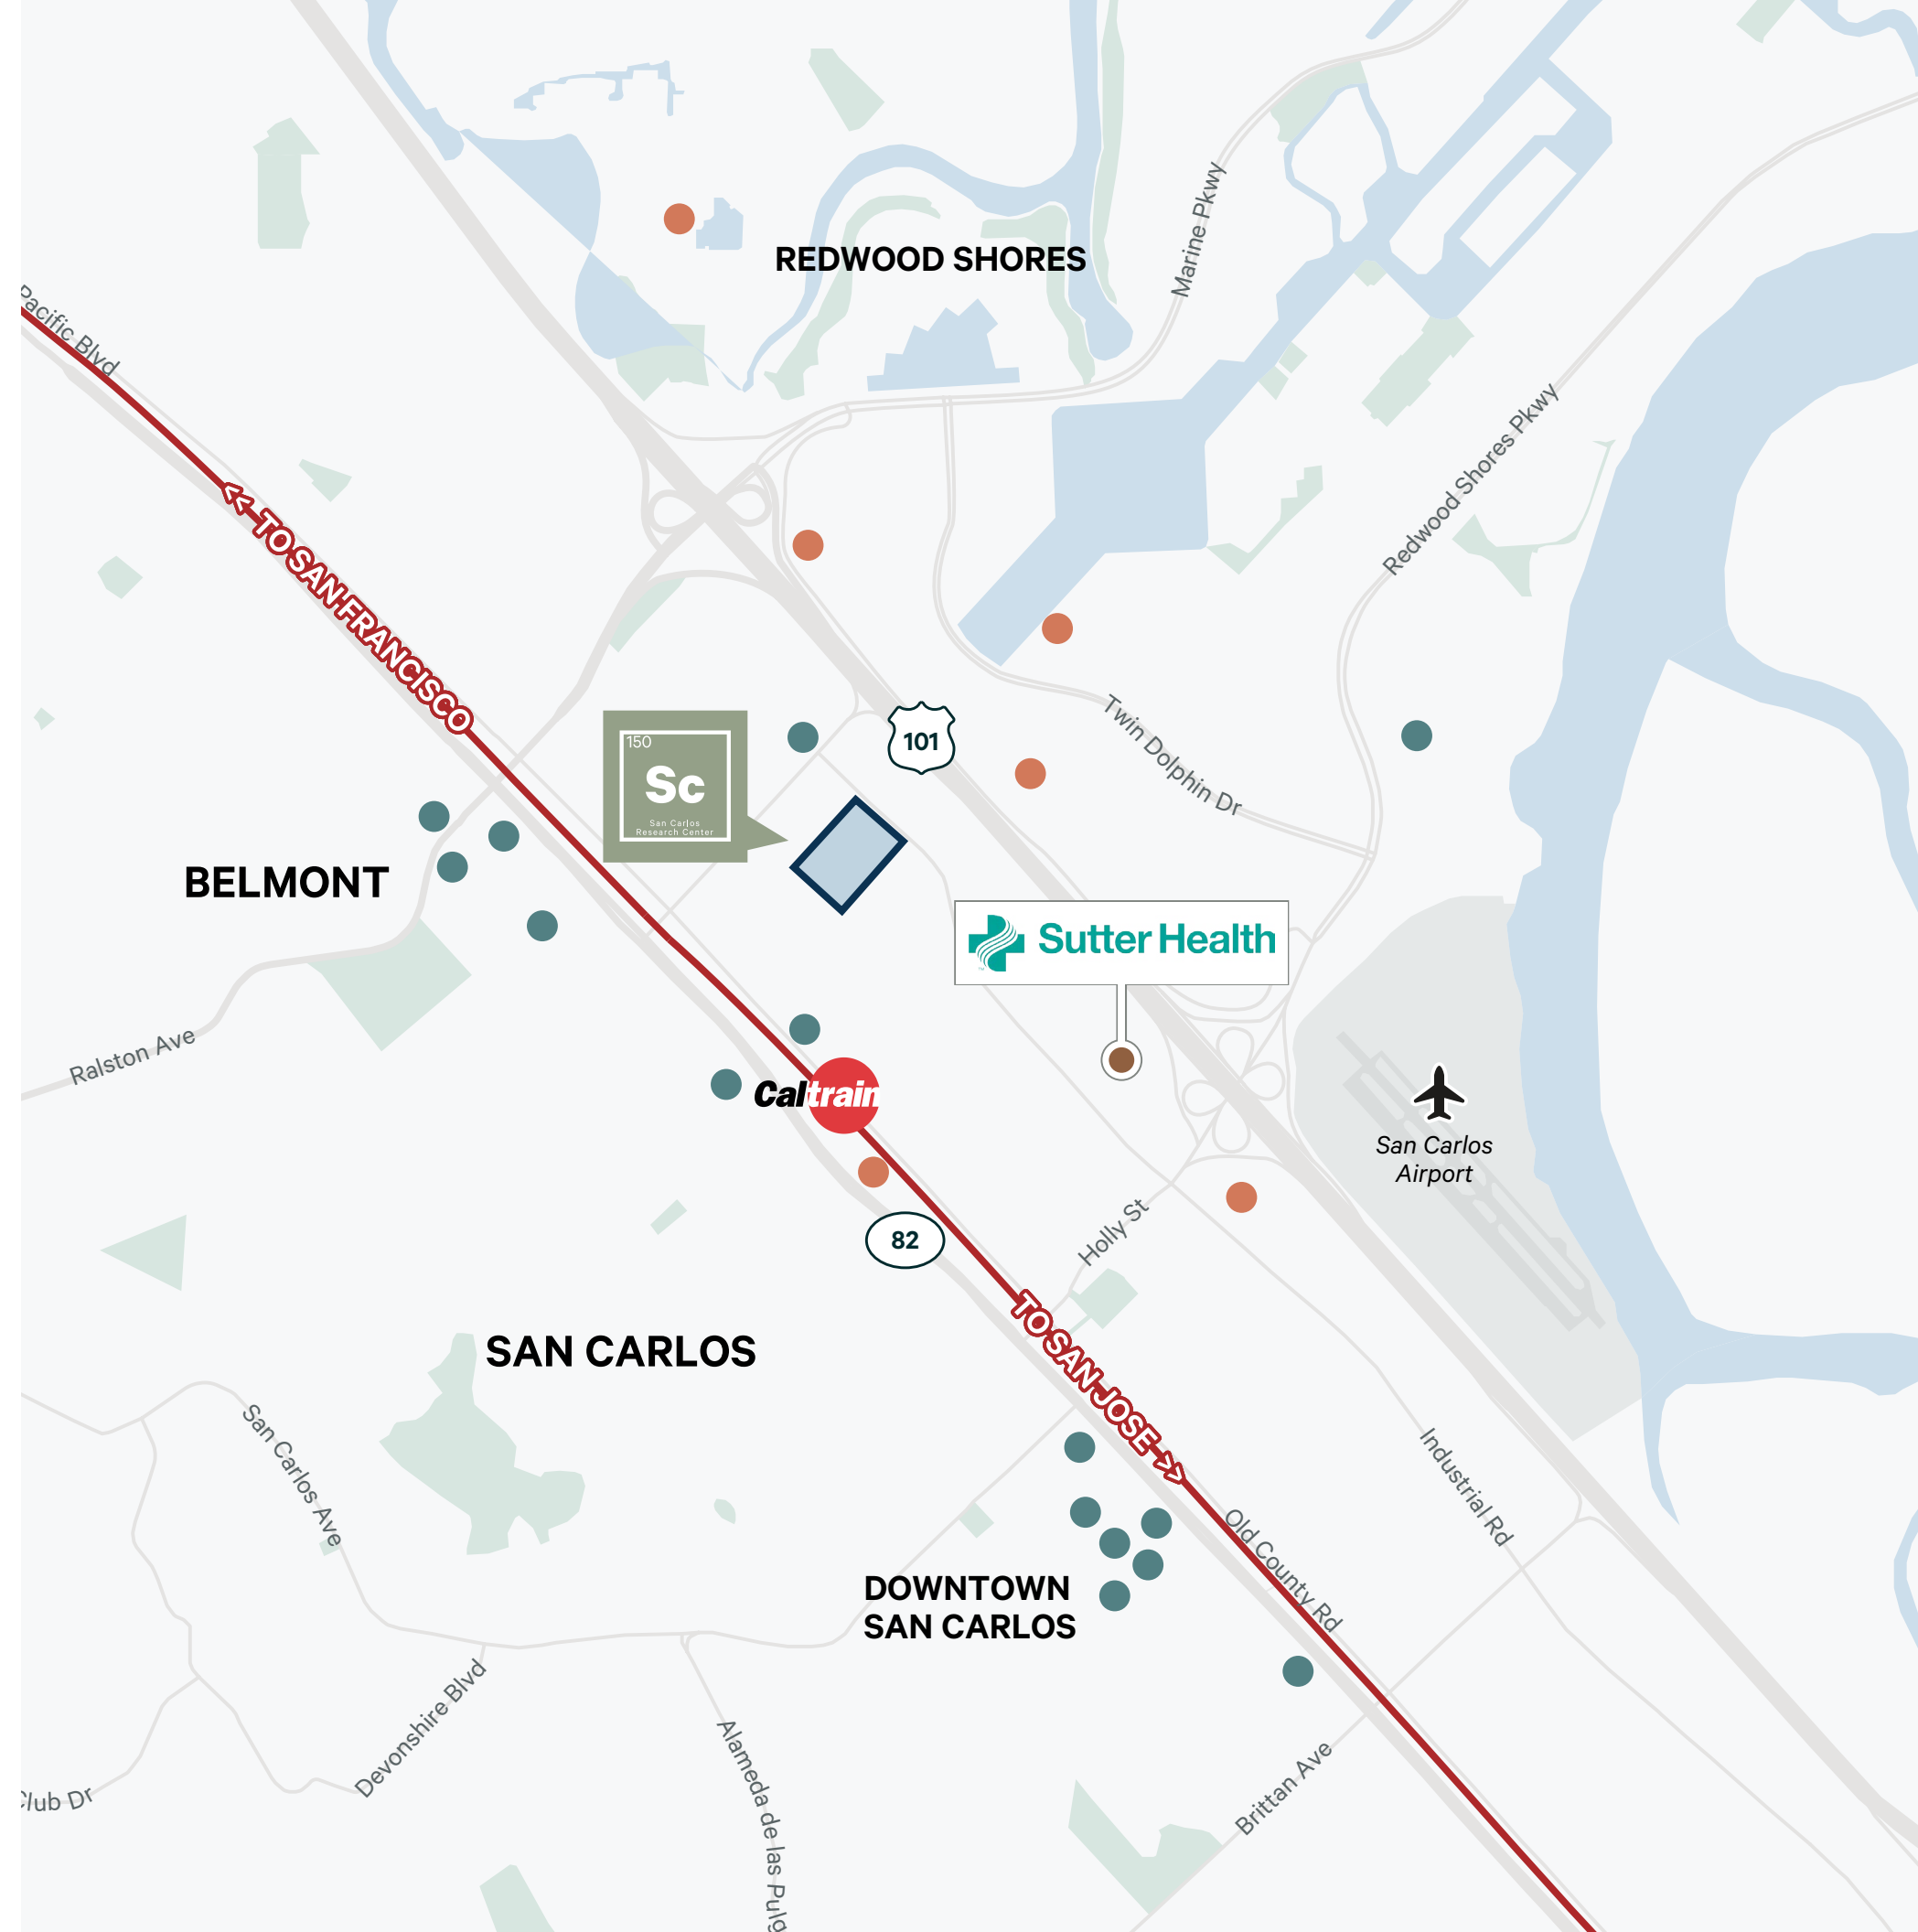 REDWOOD SHORES
Marine Pkwy
Pacific Blvd
Redwood Shores Pkwy
<< TO SAN FRANCISCO
Twin Dolphin Dr
101
150
Sc
San Carlos
Research Center
BELMONT
Sutter Health
Ralston Ave
Caltrain
San Carlos
Airport
Holly St
82
SAN CARLOS
TO SAN JOSE >>
San Carlos Ave
Industrial Rd
Old County Rd
DOWNTOWN
SAN CARLOS
Devonshire Blvd
Alameda de las Pulg
Brittan Ave
Club Dr